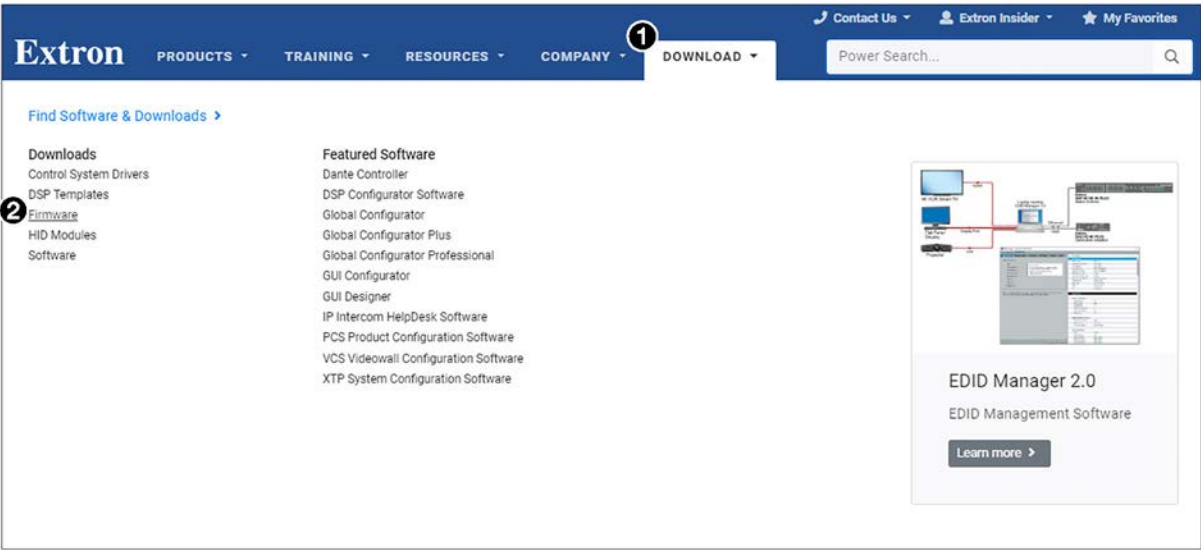 Contact Us
Extron Insider
My Favorites
Extron
PRODUCTS
TRAINING
RESOURCES
COMPANY
1
DOWNLOAD
Power Search...
Find Software & Downloads >
Downloads
Control System Drivers
DSP Templates
2 Firmware
HID Modules
Software
Featured Software
Dante Controller
DSP Configurator Software
Global Configurator
Global Configurator Plus
Global Configurator Professional
GUI Configurator
GUI Designer
IP Intercom HelpDesk Software
PCS Product Configuration Software
VCS Videowall Configuration Software
XTP System Configuration Software
EDID Manager 2.0
EDID Management Software
Learn more >